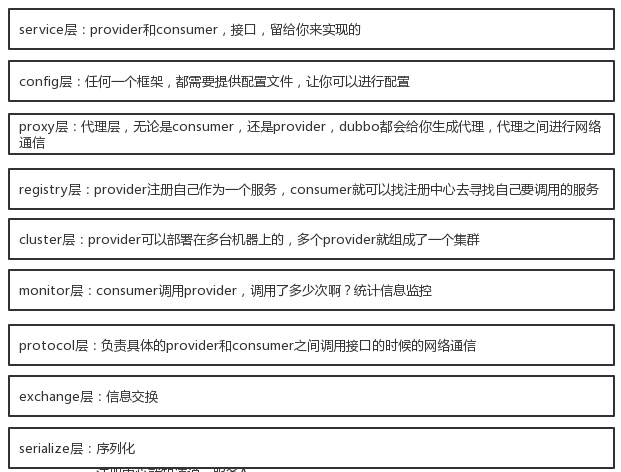 service层：provider和consumer，接口，留给你来实现的
config层：任何一个框架，都需要提供配置文件，让你可以进行配置
proxy层：代理层，无论是consumer，还是provider，dubbo都会给你生成代理，代理之间进行网络
通信
registry层：provider注册自己作为一个服务，consumer就可以找注册中心去寻找自己要调用的服务
cluster层：provider可以部署在多台机器上的，多个provider就组成了一个集群
monitor层：consumer调用provider，调用了多少次啊？统计信息监控
protocol层：负责具体的provider和consumer之间调用接口的时候的网络通信
exchange层：信息交换
serialize层：序列化